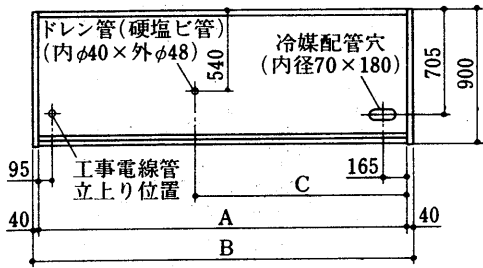 ドレン管(硬塩ビ管)
(内φ40×外φ48)
540
冷媒配管穴
(内径70×180)
705
900
95
工事電線管
立上り位置
165
C
40
A
40
B